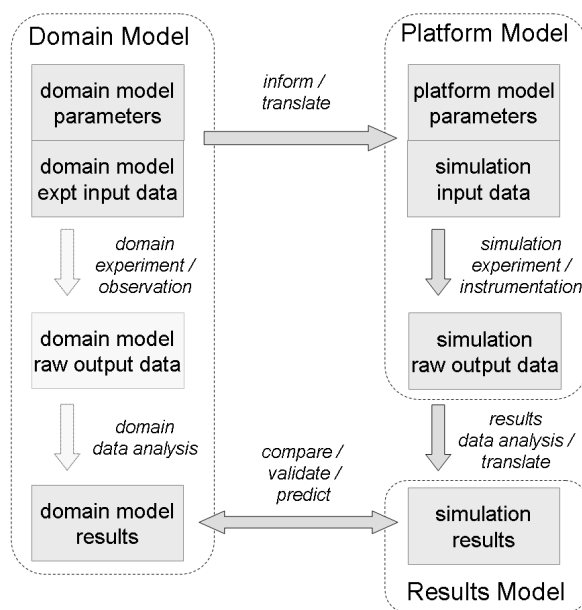 Domain Model
Platform Model
domain model
parameters
inform /
translate
platform model
parameters
domain model
expt input data
simulation
input data
domain
experiment /
observation
simulation
experiment /
instrumentation
domain model
raw output data
simulation
raw output data
domain
data analysis
compare /
validate /
predict
results
data analysis /
translate
domain model
results
simulation
results
Results Model